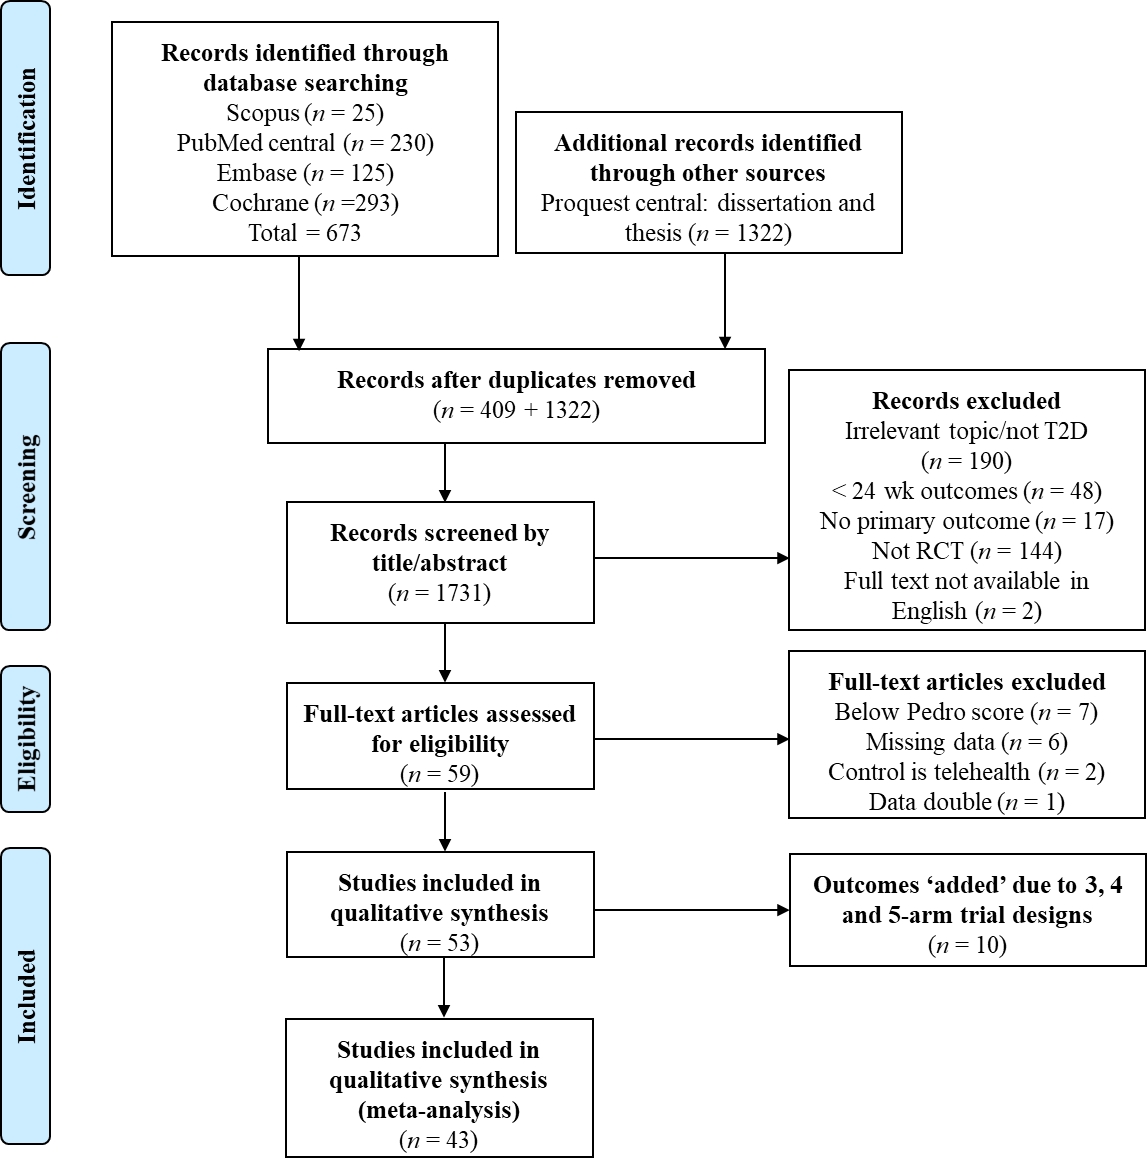 Identification
Records identified through
database searching
Scopus (n = 25)
PubMed central (n = 230)
Embase (n = 125)
Cochrane (n =293)
Total = 673
Additional records identified
through other sources
Proquest central: dissertation and
thesis (n = 1322)
Screening
Records after duplicates removed
(n = 409 + 1322)
Records screened by
title/abstract
(n = 1731)
Records excluded
Irrelevant topic/not T2D
(n = 190)
< 24 wk outcomes (n = 48)
No primary outcome (n = 17)
Not RCT (n = 144)
Full text not available in
English (n = 2)
Eligibility
Full-text articles assessed
for eligibility
(n = 59)
Full-text articles excluded
Below Pedro score (n = 7)
Missing data (n = 6)
Control is telehealth (n = 2)
Data double (n = 1)
Included
Studies included in
qualitative synthesis
(n = 53)
Outcomes ‘added’ due to 3, 4
and 5-arm trial designs
(n = 10)
Studies included in
qualitative synthesis
(meta-analysis)
(n = 43)